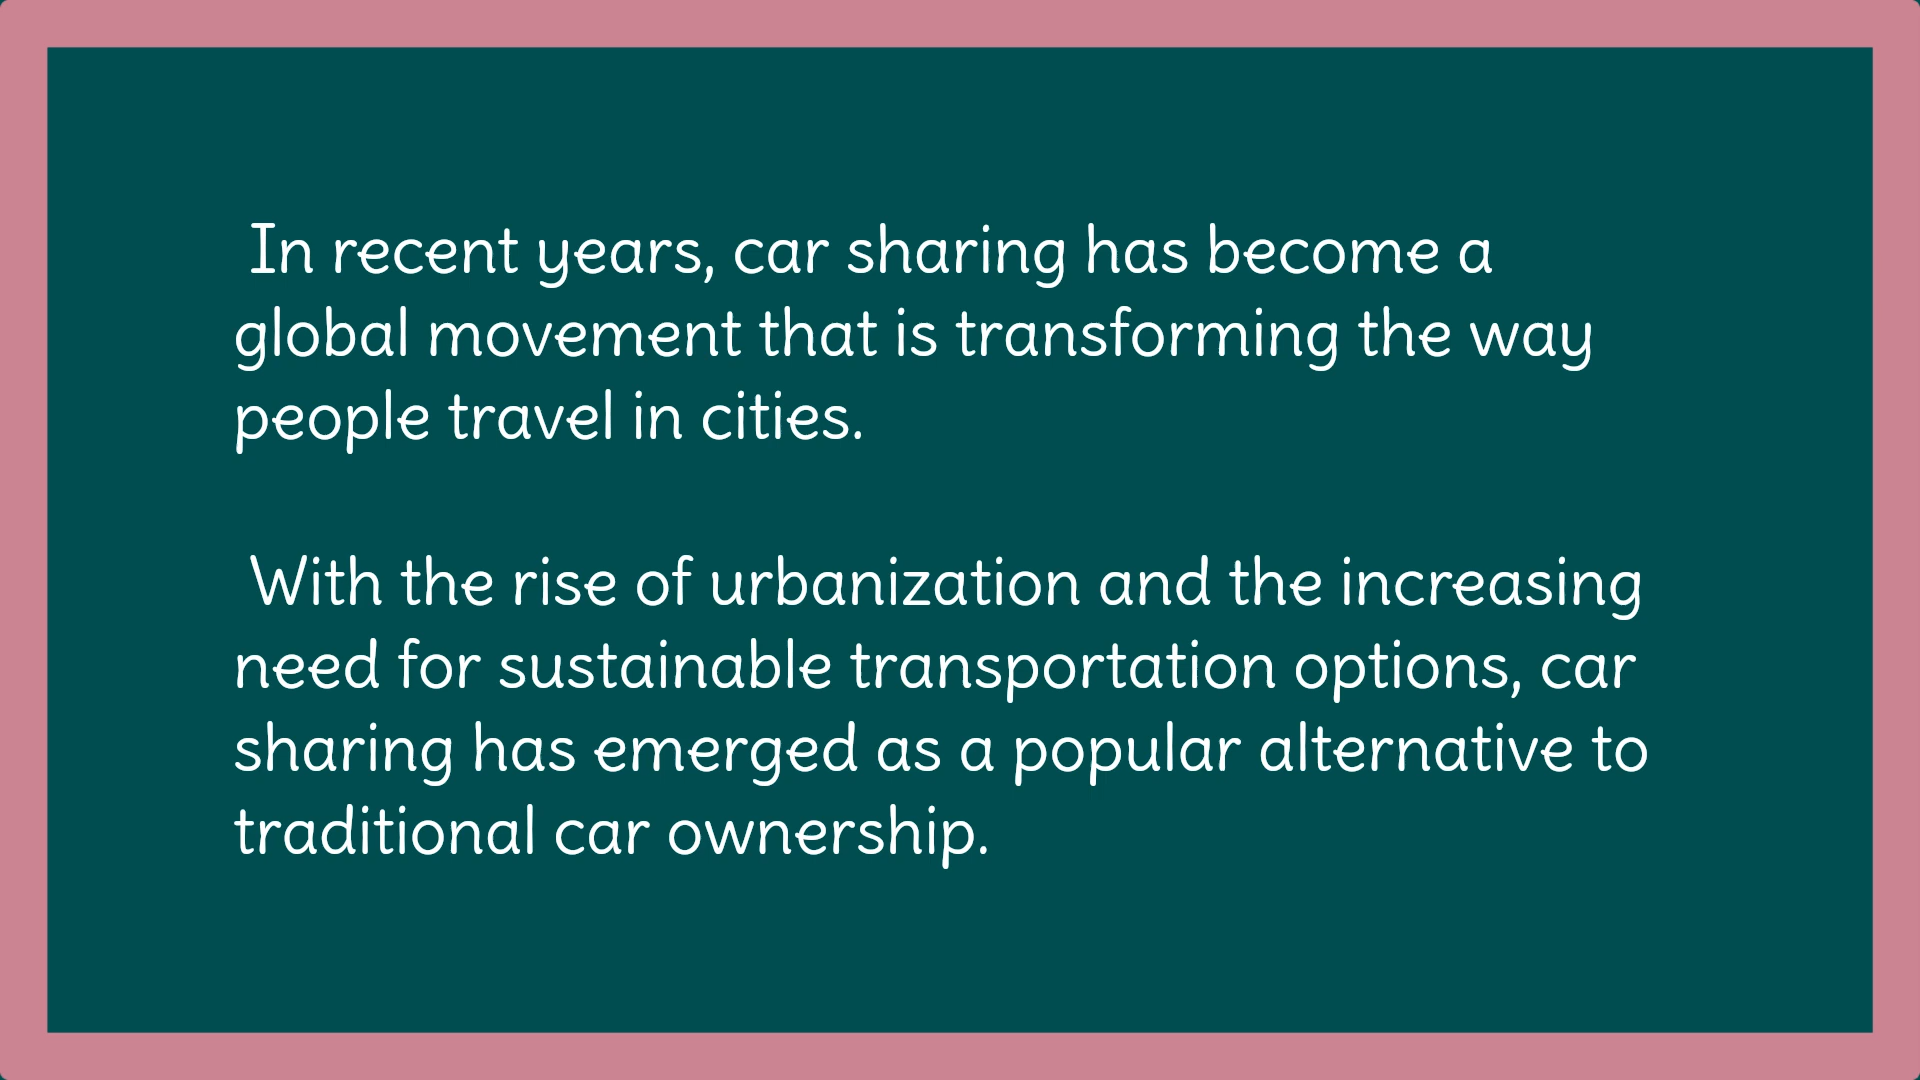 In recent years, car sharing has become a
global movement that is transforming the way
people travel in cities.
With the rise of urbanization and the increasing
need for sustainable transportation options, car
sharing has emerged as a popular alternative to
traditional car ownership.